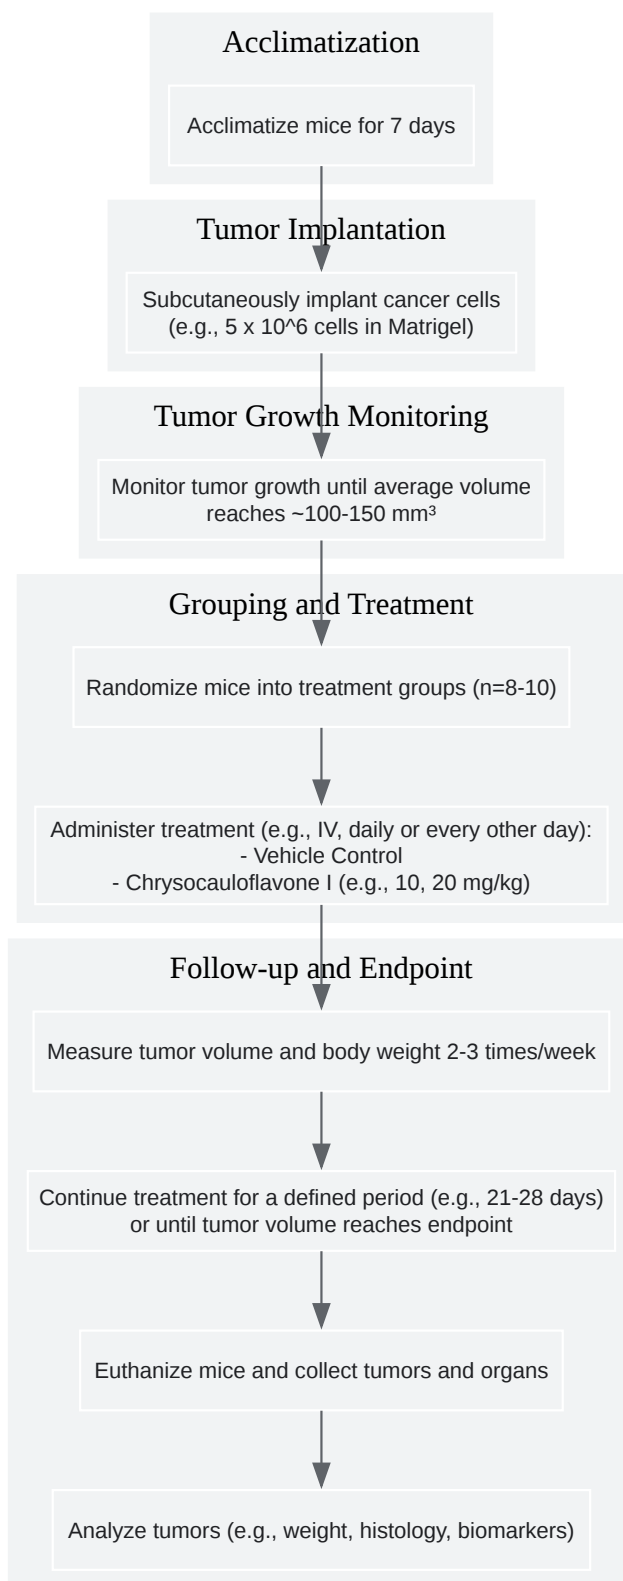 Acclimatization
Acclimatize mice for 7 days
Tumor Implantation
Subcutaneously implant cancer cells
(e.g., 5 x 10^6 cells in Matrigel)
Tumor Growth Monitoring
Monitor tumor growth until average volume
reaches ~100-150 mm³
Grouping and Treatment
Randomize mice into treatment groups (n=8-10)
Administer treatment (e.g., IV, daily or every other day):
- Vehicle Control
- Chrysocauloflavone I (e.g., 10, 20 mg/kg)
Follow-up and Endpoint
Measure tumor volume and body weight 2-3 times/week
Continue treatment for a defined period (e.g., 21-28 days)
or until tumor volume reaches endpoint
Euthanize mice and collect tumors and organs
Analyze tumors (e.g., weight, histology, biomarkers)